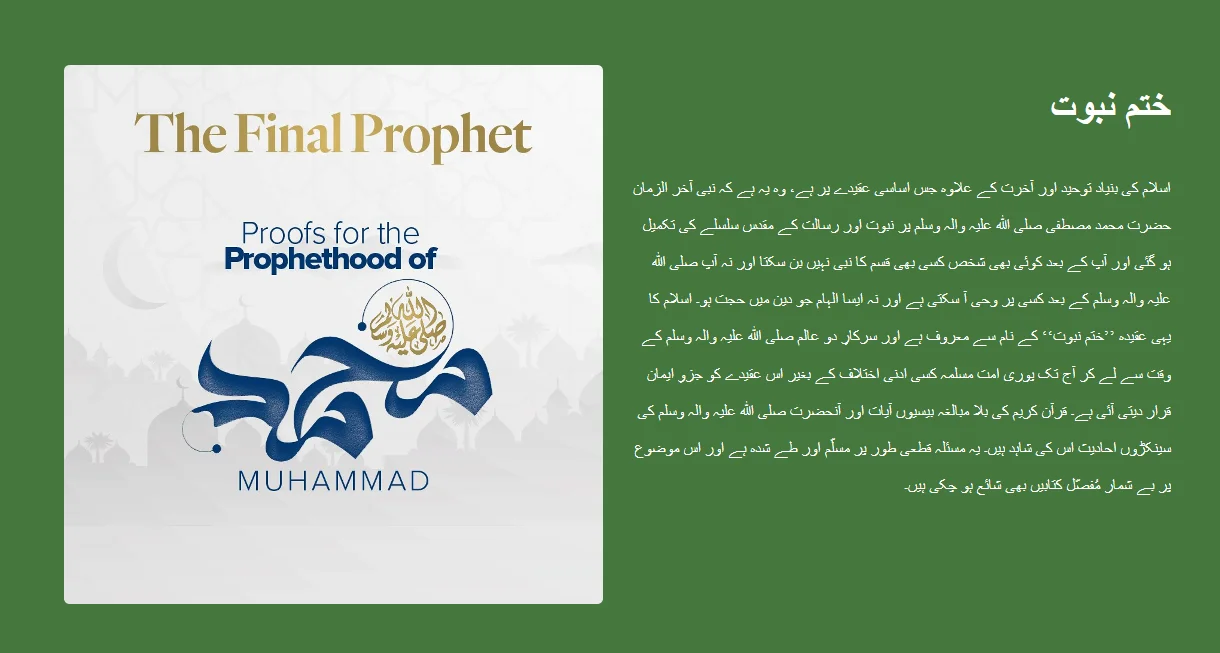 The Final Prophet
Proofs for the
Prophethood of
صلى الله عليه وسلم
محمد
MUHAMMAD
ختم نبوت
اسلام کی بنیاد توحید اور آخرت کے علاوہ جس اساسی عقیدے پر ہے، وہ یہ ہے کہ نبی آخر الزمان
حضرت محمد مصطفی صلی اللہ علیہ والہ وسلم پر نبوت اور رسالت کے مقدس سلسلے کی تکمیل
ہو گئی اور آپ کے بعد کوئی بھی شخص کسی بھی قسم کا نبی نہیں بن سکتا اور نہ آپ صلی اللہ
علیہ والہ وسلم کے بعد کسی پر وحی آ سکتی ہے اور نہ ایسا الہام جو دین میں حجت ہو۔ اسلام کا
یہی عقیدہ ’’ختم نبوت‘‘ کے نام سے معروف ہے اور سرکارِ دو عالم صلی اللہ علیہ والہ وسلم کے
وقت سے لے کر آج تک پوری امت مسلمہ کسی ادنی اختلاف کے بغیر اس عقیدے کو جزوِ ایمان
قرار دیتی آئی ہے۔ قرآن کریم کی بلا مبالغہ بیسیوں آیات اور آنحضرت صلی اللہ علیہ والہ وسلم کی
سینکڑوں احادیث اس کی شاہد ہیں۔ یہ مسئلہ قطعی طور پر مسلّم اور طے شدہ ہے اور اس موضوع
پر بے شمار مُفصّل کتابیں بھی شائع ہو چکی ہیں۔